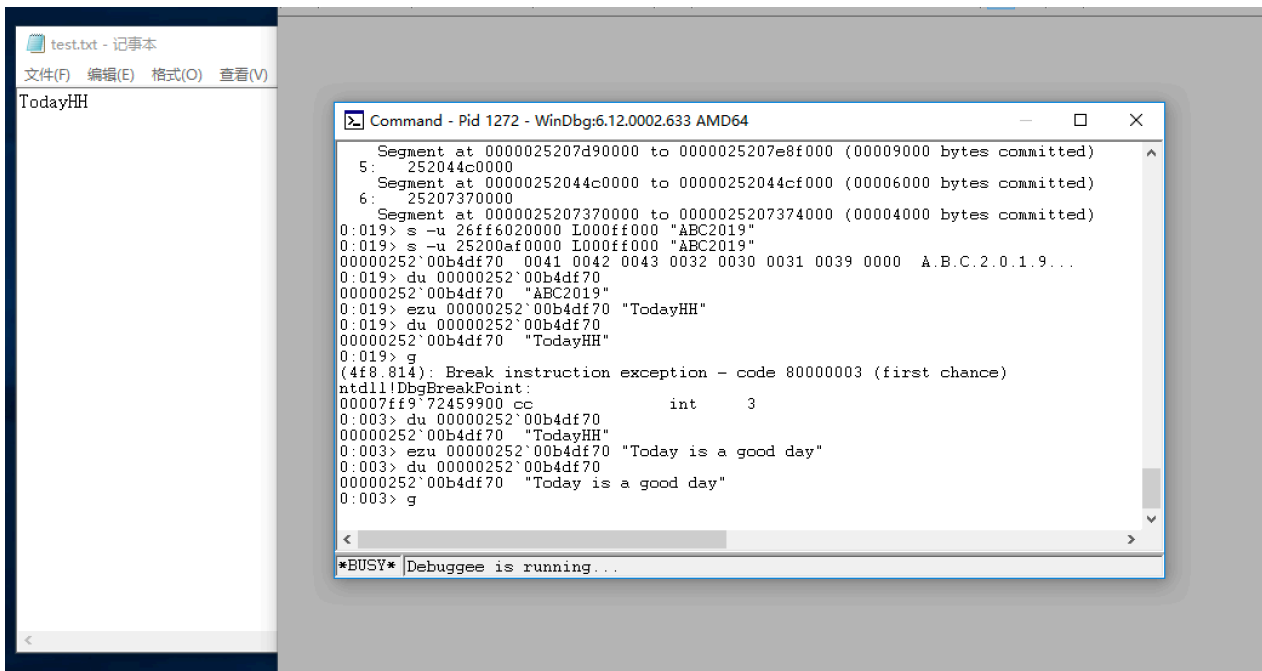 test.txt - 记事本
文件(F) 编辑(E) 格式(O) 查看(V)
TodayHH
Command - Pid 1272 - WinDbg:6.12.0002.633 AMD64
Segment at 0000025207d90000 to 0000025207e8f000 (00009000 bytes committed)
5: 252044c0000
Segment at 00000252044c0000 to 00000252044cf000 (00006000 bytes committed)
6: 25207370000
Segment at 0000025207370000 to 0000025207374000 (00004000 bytes committed)
0:019> s -u 26ff6020000 L000ff000 "ABC2019"
0:019> s -u 25200af0000 L000ff000 "ABC2019"
00000252`00b4df70 0041 0042 0043 0032 0030 0031 0039 0000 A.B.C.2.0.1.9...
0:019> du 00000252`00b4df70
00000252`00b4df70 "ABC2019"
0:019> ezu 00000252`00b4df70 "TodayHH"
0:019> du 00000252`00b4df70
00000252`00b4df70 "TodayHH"
0:019> g
(4f8.814): Break instruction exception - code 80000003 (first chance)
ntdll!DbgBreakPoint:
00007ff9`72459900 cc int 3
0:003> du 00000252`00b4df70
00000252`00b4df70 "TodayHH"
0:003> ezu 00000252`00b4df70 "Today is a good day"
0:003> du 00000252`00b4df70
00000252`00b4df70 "Today is a good day"
0:003> g
*BUSY* Debuggee is running...